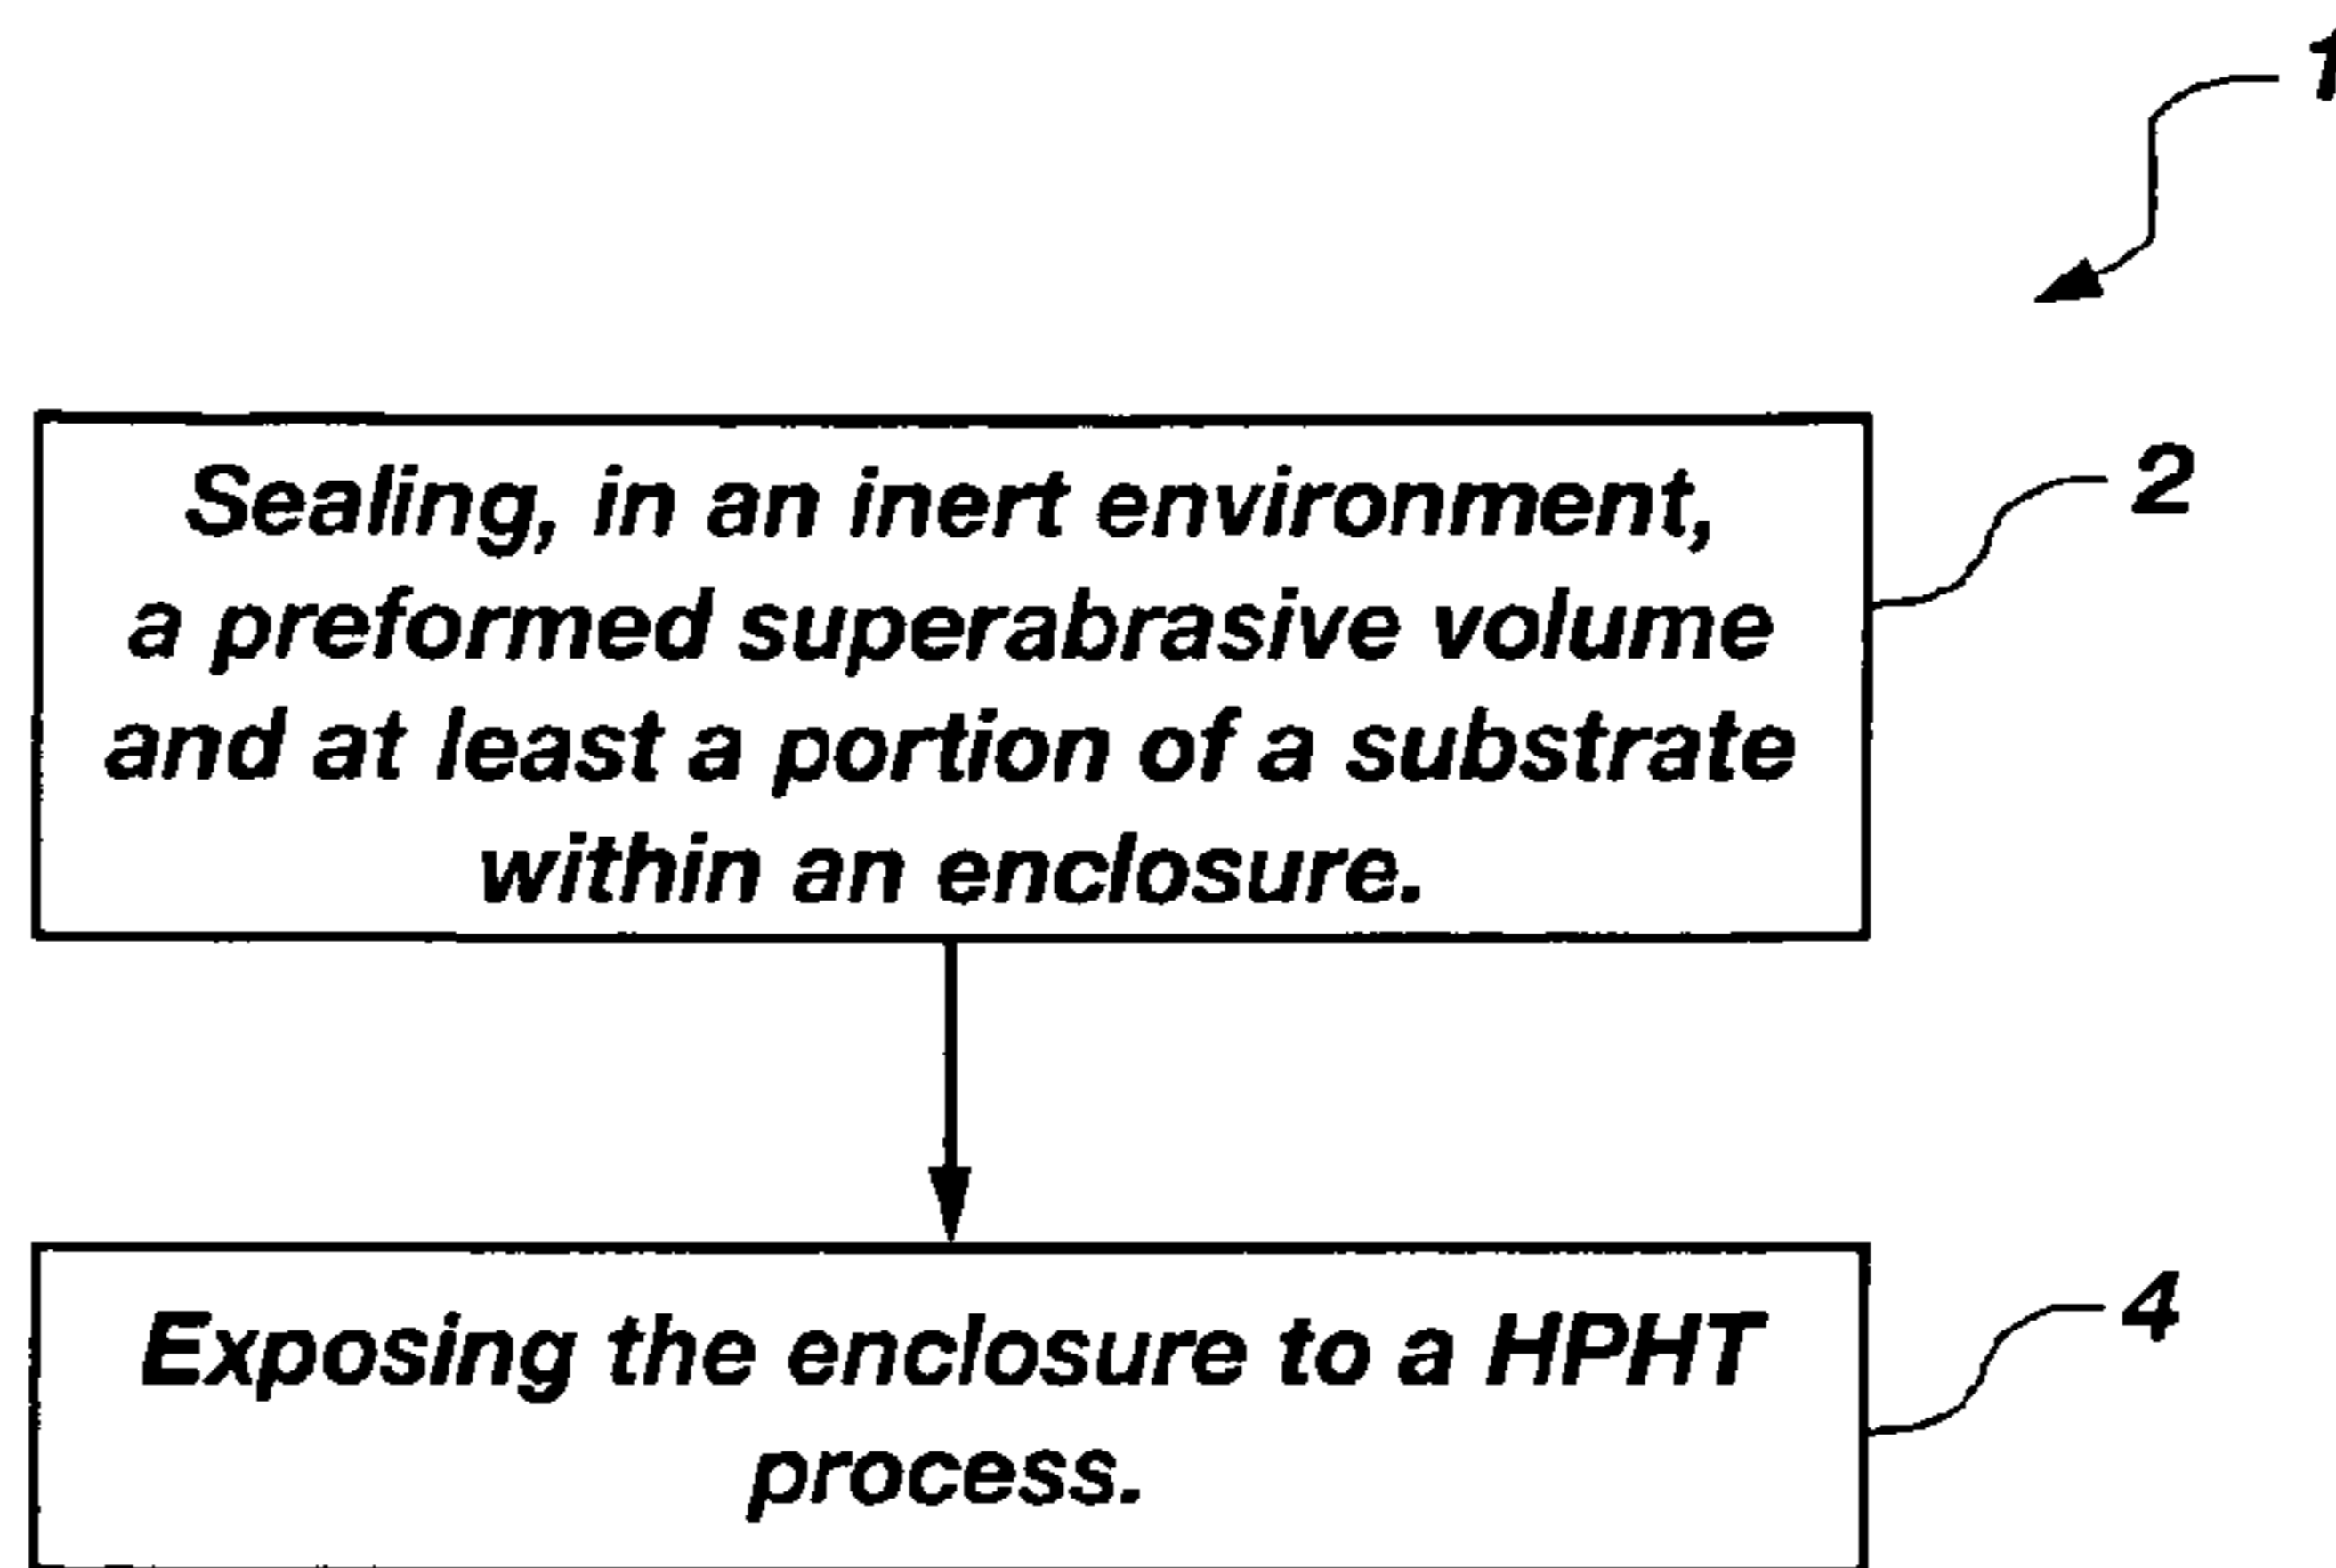 1
Sealing, in an inert environment,
2
a preformed superabrasive volume
and at least a portion of a substrate
within an enclosure.
Exposing the enclosure to a HPHT
4
process.